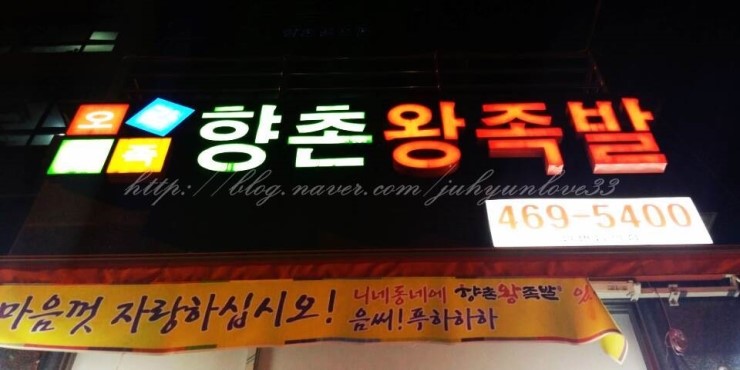 오 향 족
향촌왕족발
http://blog.naver.com/juhyunlove33
469-5400
마음껏 자랑하십시오! 니네동네에 향촌왕족발
음써!푸하하하